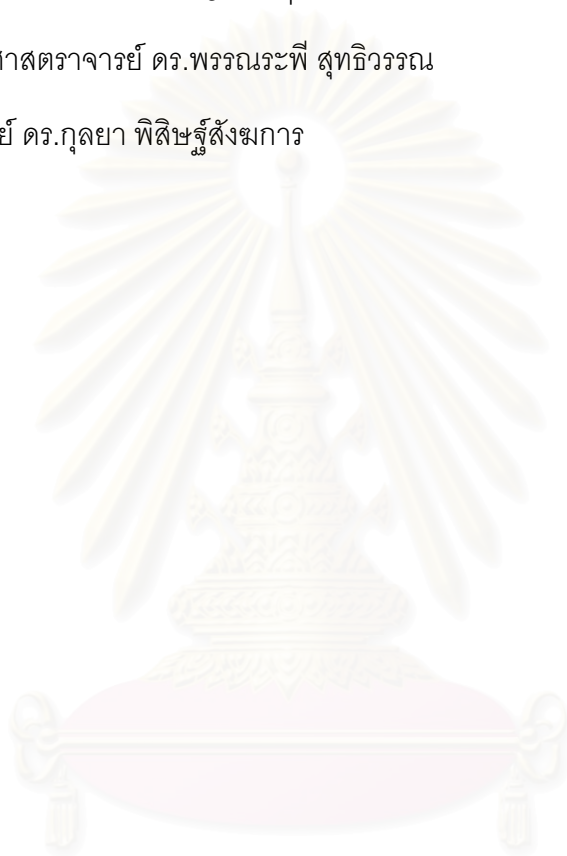 ศาสตราจารย์ ดร.พรรณระพี สุทธิวรรณ
ย์ ดร.กุลยา พิสิษฐ์สังฆการ